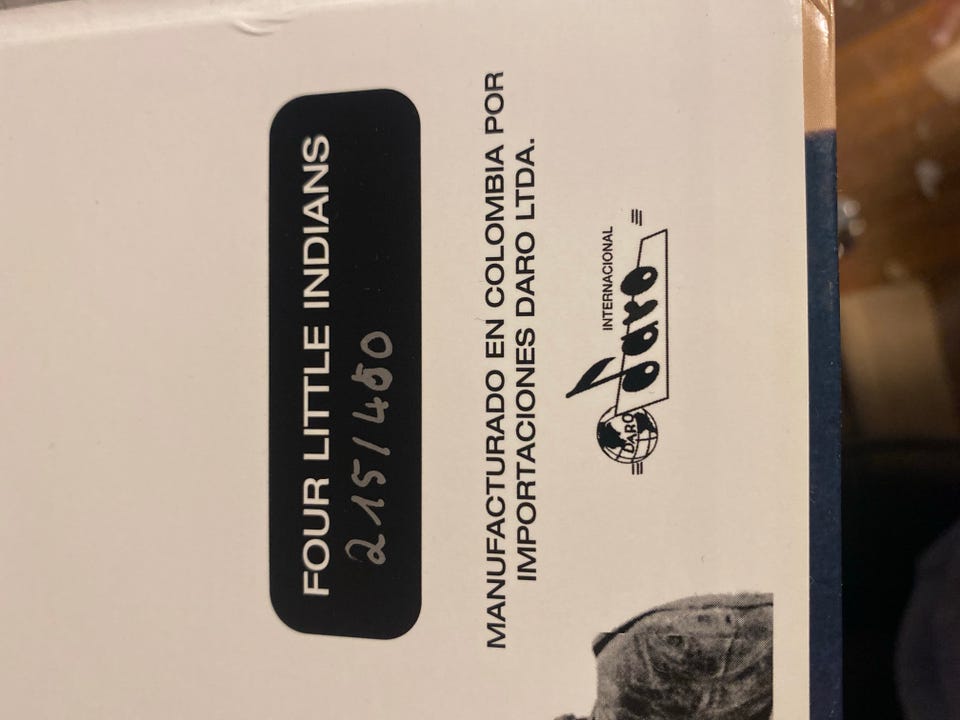 FOUR LITTLE INDIANS
215/450
MANUFACTURADO EN COLOMBIA POR
IMPORTACIONES DARO LTDA.
INTERNACIONAL
daro
DARO